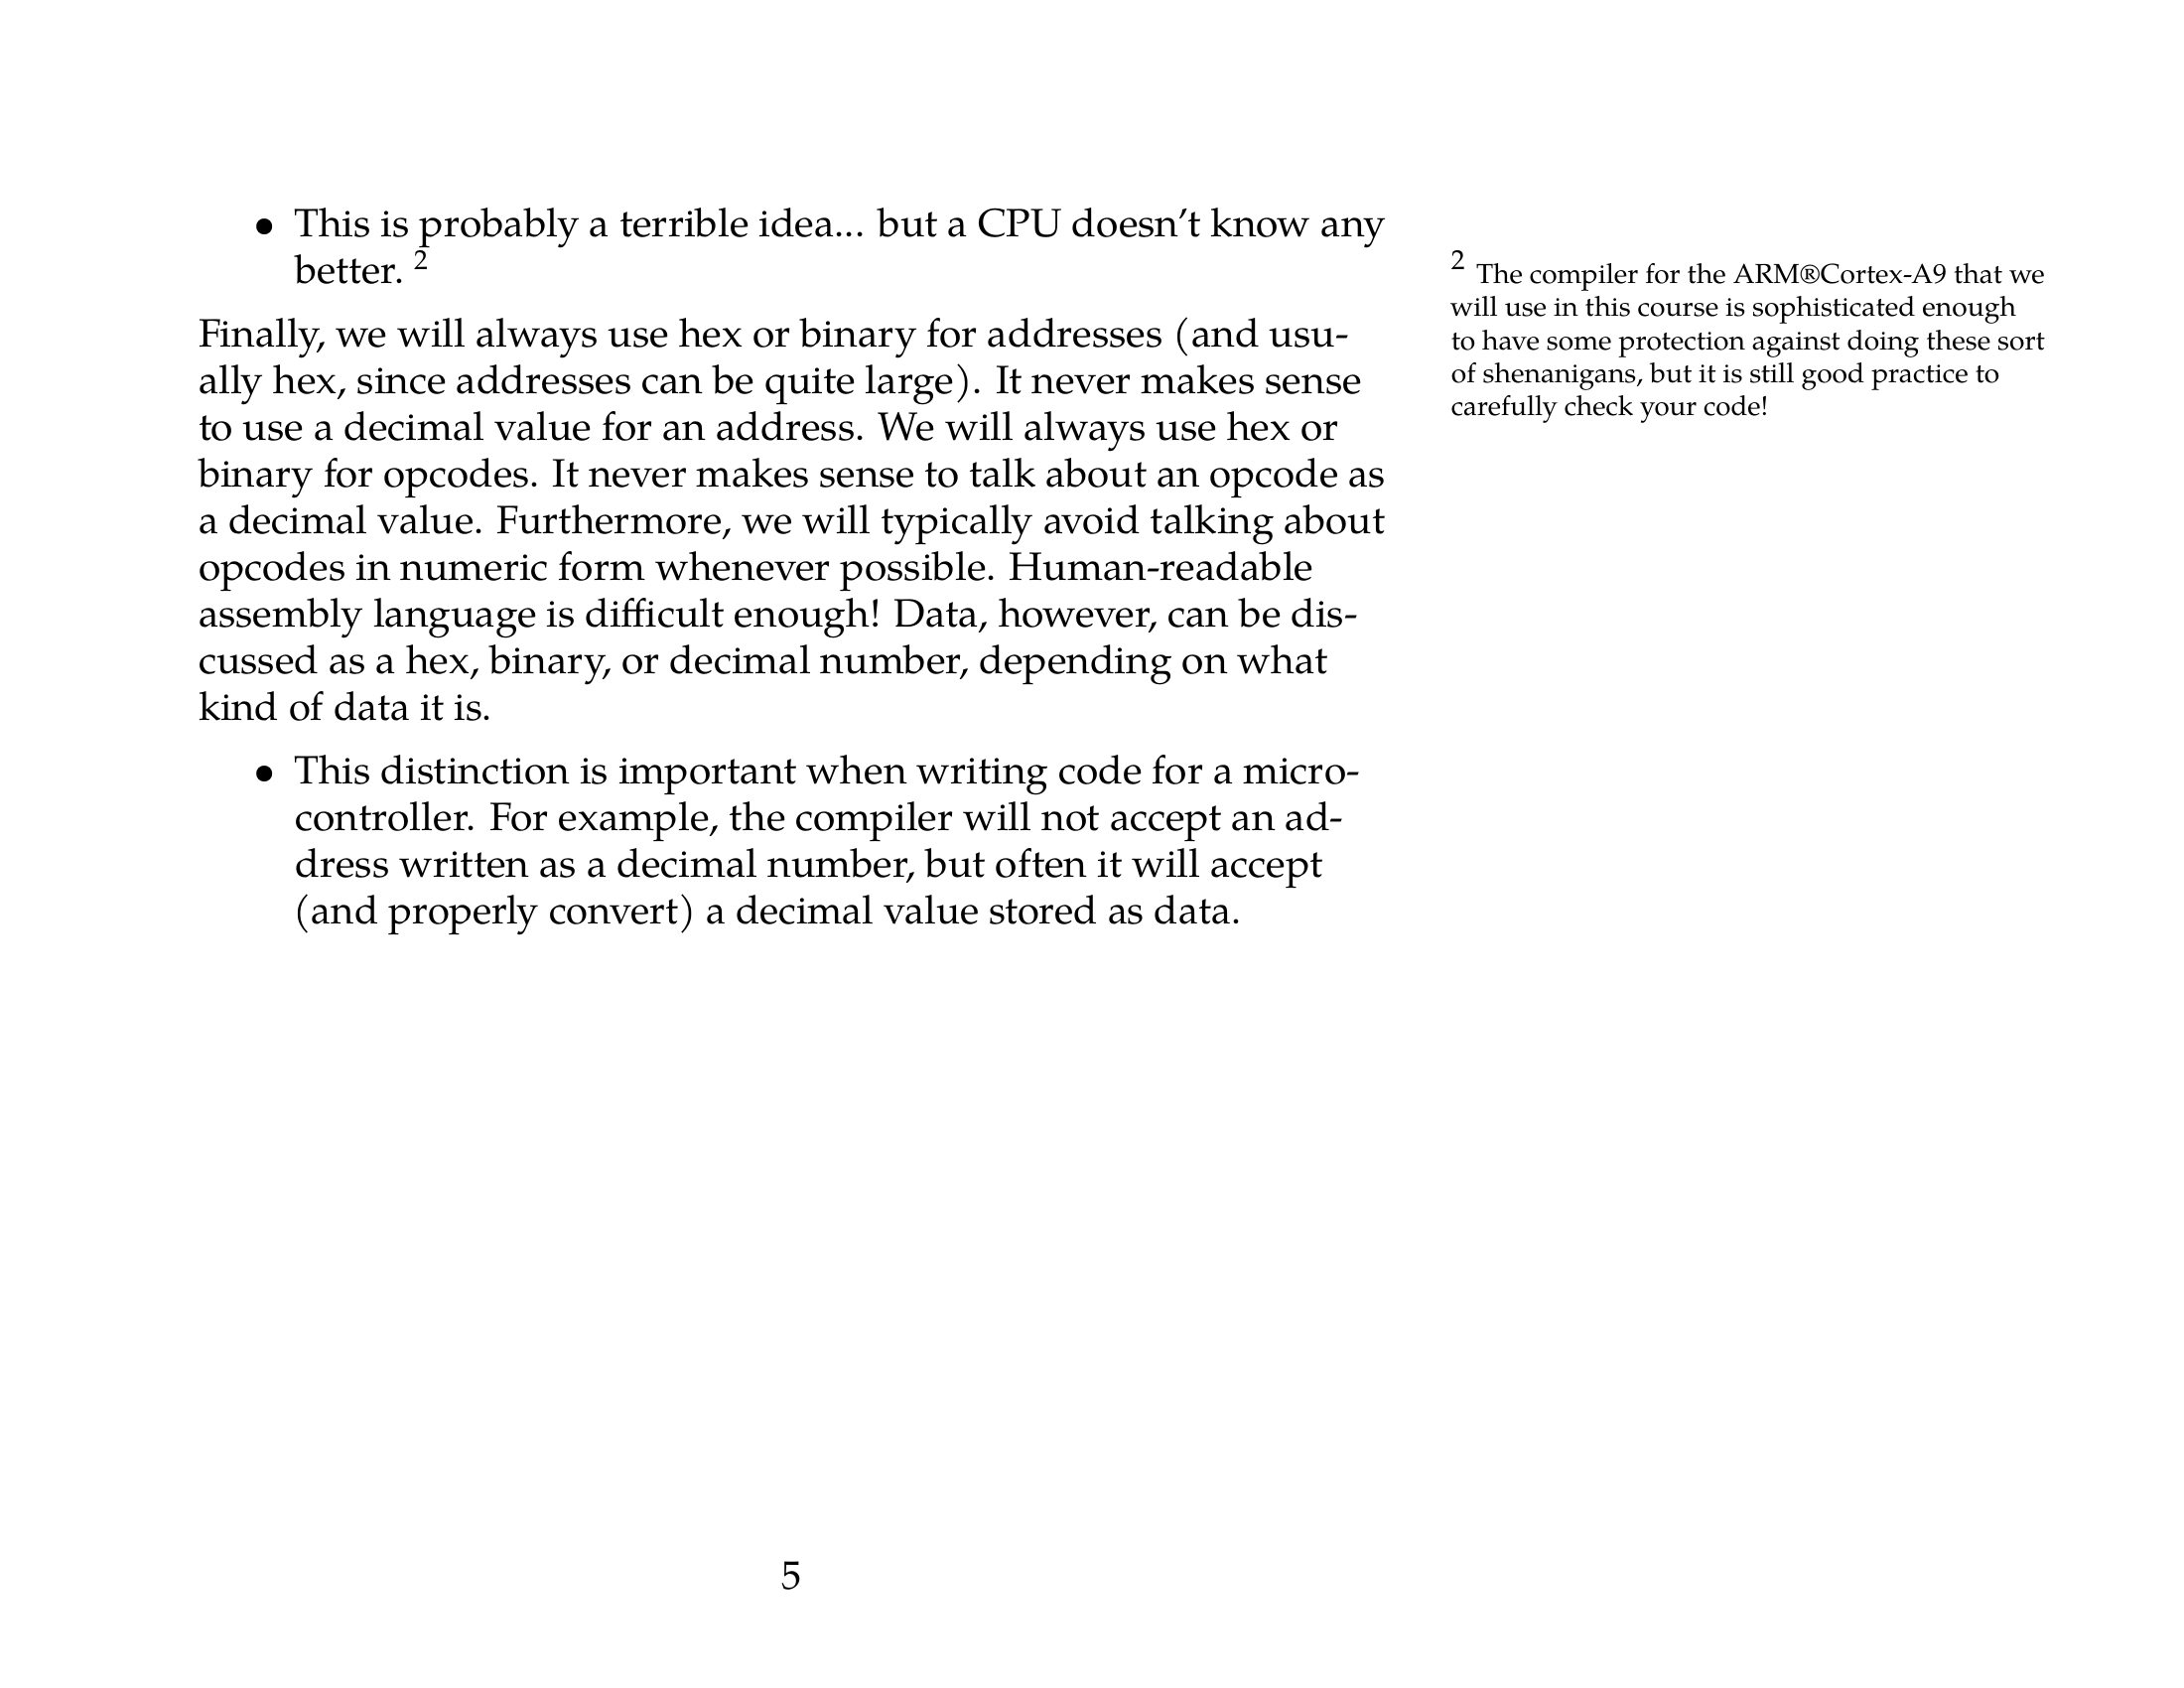 • This is probably a terrible idea... but a CPU doesn't know any
better. 2
2 The compiler for the ARM®Cortex-A9 that we
will use in this course is sophisticated enough
to have some protection against doing these sort
of shenanigans, but it is still good practice to
carefully check your code!
Finally, we will always use hex or binary for addresses (and usu-
ally hex, since addresses can be quite large). It never makes sense
to use a decimal value for an address. We will always use hex or
binary for opcodes. It never makes sense to talk about an opcode as
a decimal value. Furthermore, we will typically avoid talking about
opcodes in numeric form whenever possible. Human-readable
assembly language is difficult enough! Data, however, can be dis-
cussed as a hex, binary, or decimal number, depending on what
kind of data it is.
• This distinction is important when writing code for a micro-
controller. For example, the compiler will not accept an ad-
dress written as a decimal number, but often it will accept
(and properly convert) a decimal value stored as data.
5